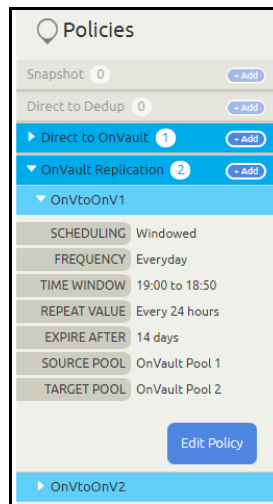 Policies
Snapshot 0 + Add
Direct to Dedup 0 + Add
Direct to OnVault 1 + Add
OnVault Replication 2 + Add
OnVtoOnV1
SCHEDULING Windowed
FREQUENCY Everyday
TIME WINDOW 19:00 to 18:50
REPEAT VALUE Every 24 hours
EXPIRE AFTER 14 days
SOURCE POOL OnVault Pool 1
TARGET POOL OnVault Pool 2
Edit Policy
OnVtoOnV2